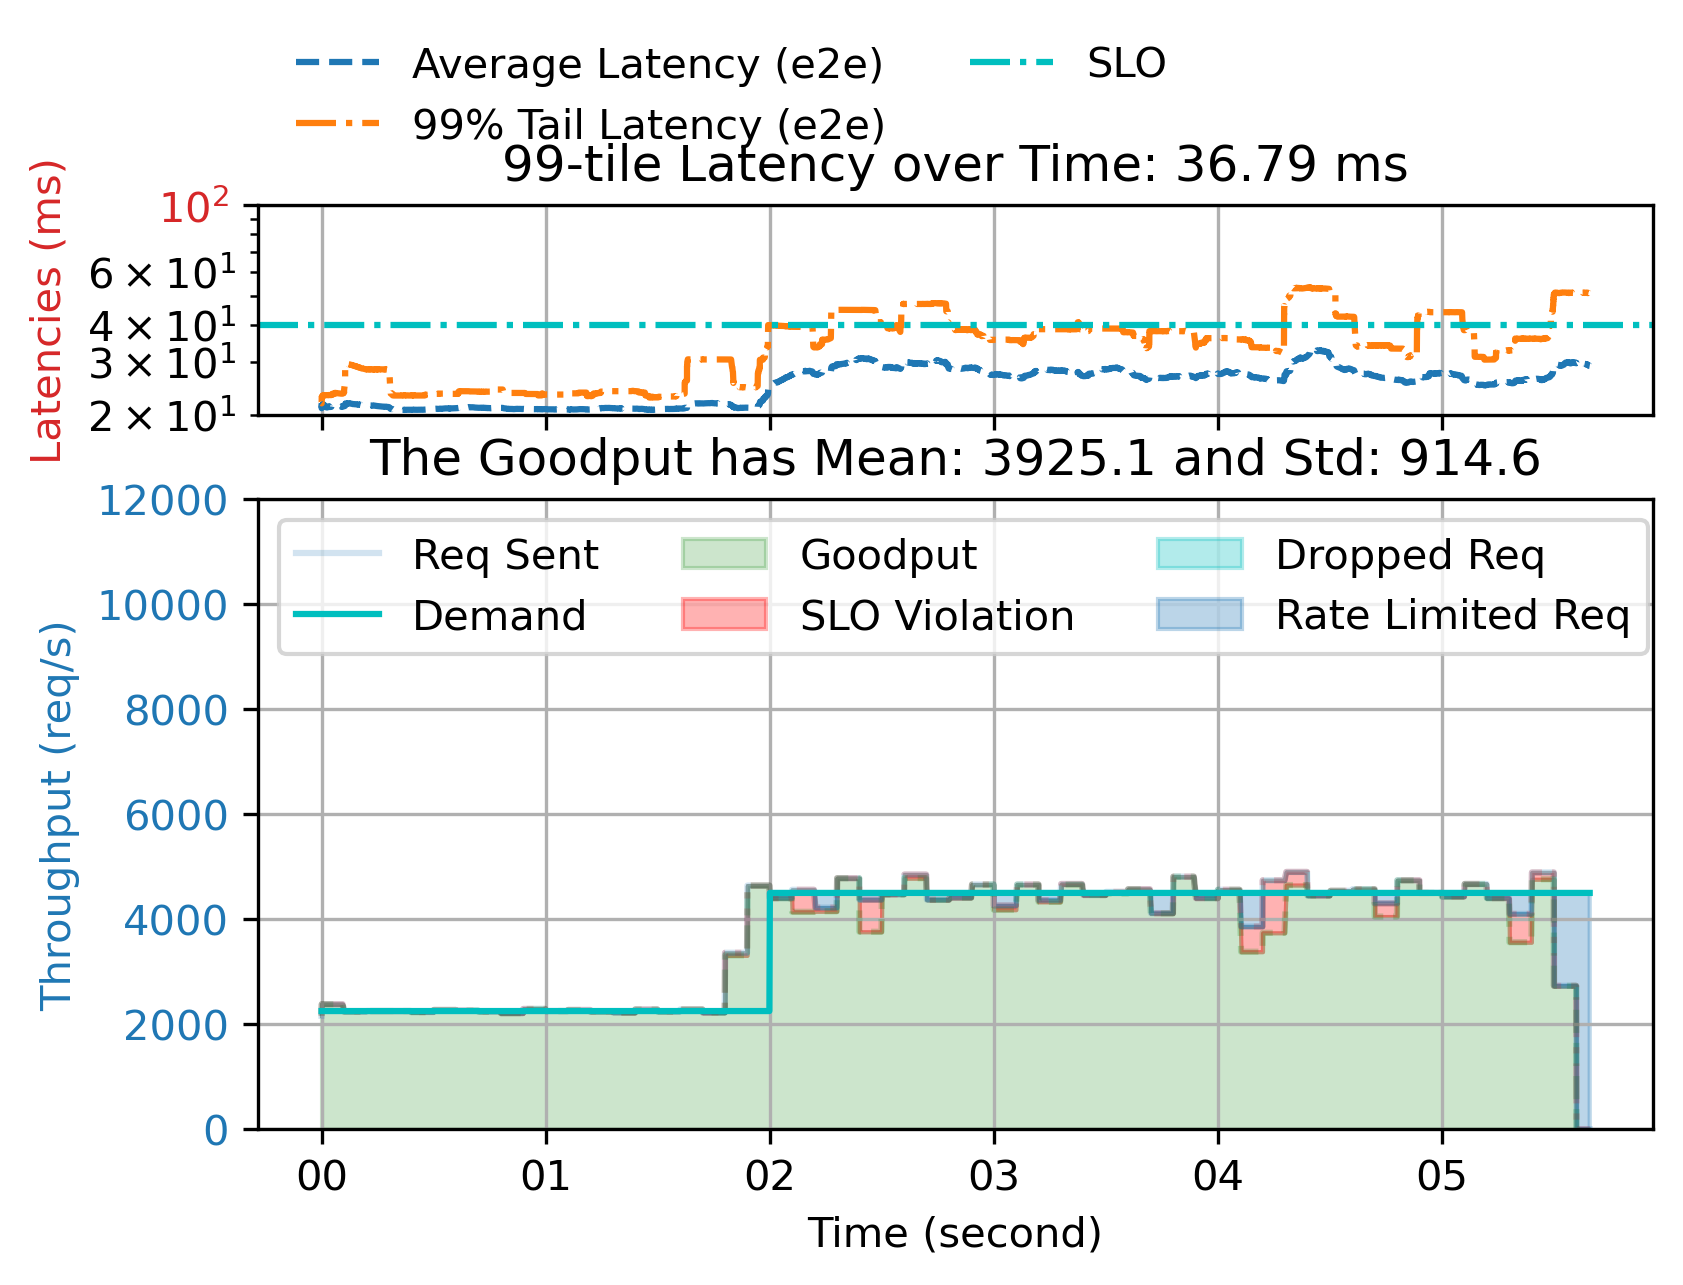 Average Latency (e2e)
SLO
99% Tail Latency (e2e)
99-tile Latency over Time: 36.79 ms
Latencies (ms)
10²
6 × 10¹
4 × 10¹
3 × 10¹
2 × 10¹
The Goodput has Mean: 3925.1 and Std: 914.6
Throughput (req/s)
12000
10000
8000
6000
4000
2000
0
Req Sent
Demand
Goodput
SLO Violation
Dropped Req
Rate Limited Req
00 01 02 03 04 05
Time (second)